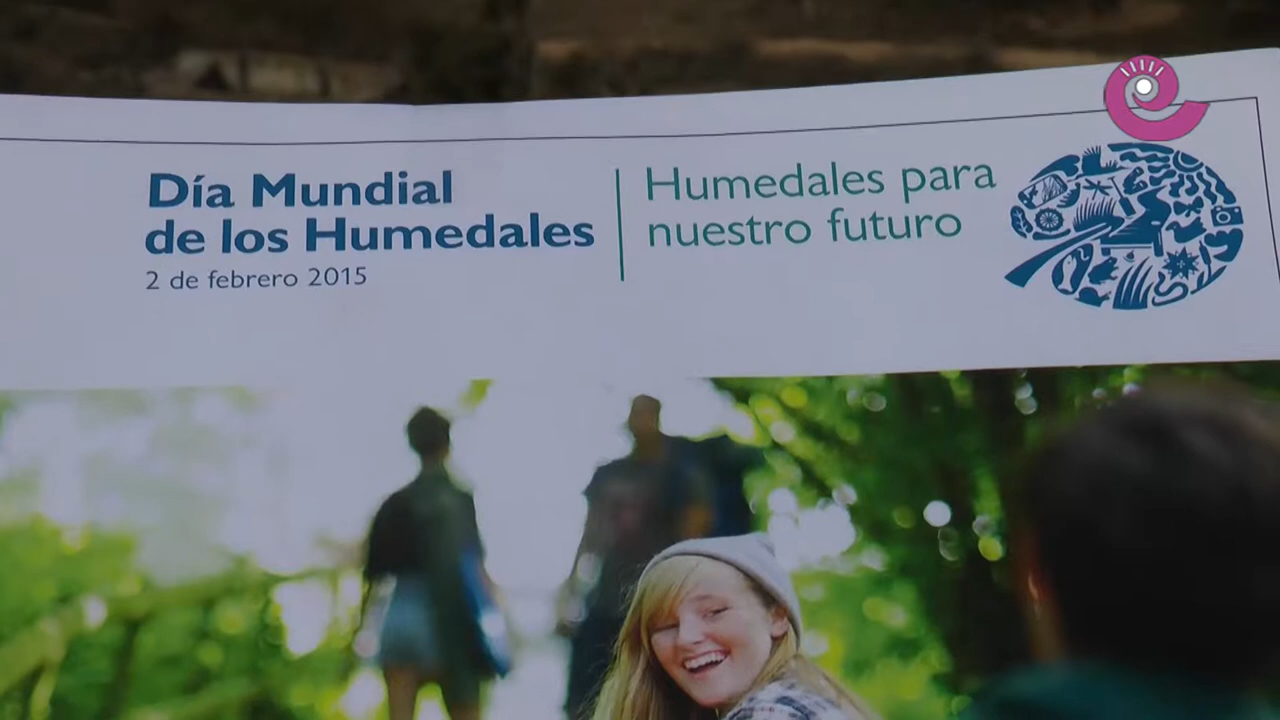 Día Mundial
de los Humedales
2 de febrero 2015
Humedales para
nuestro futuro